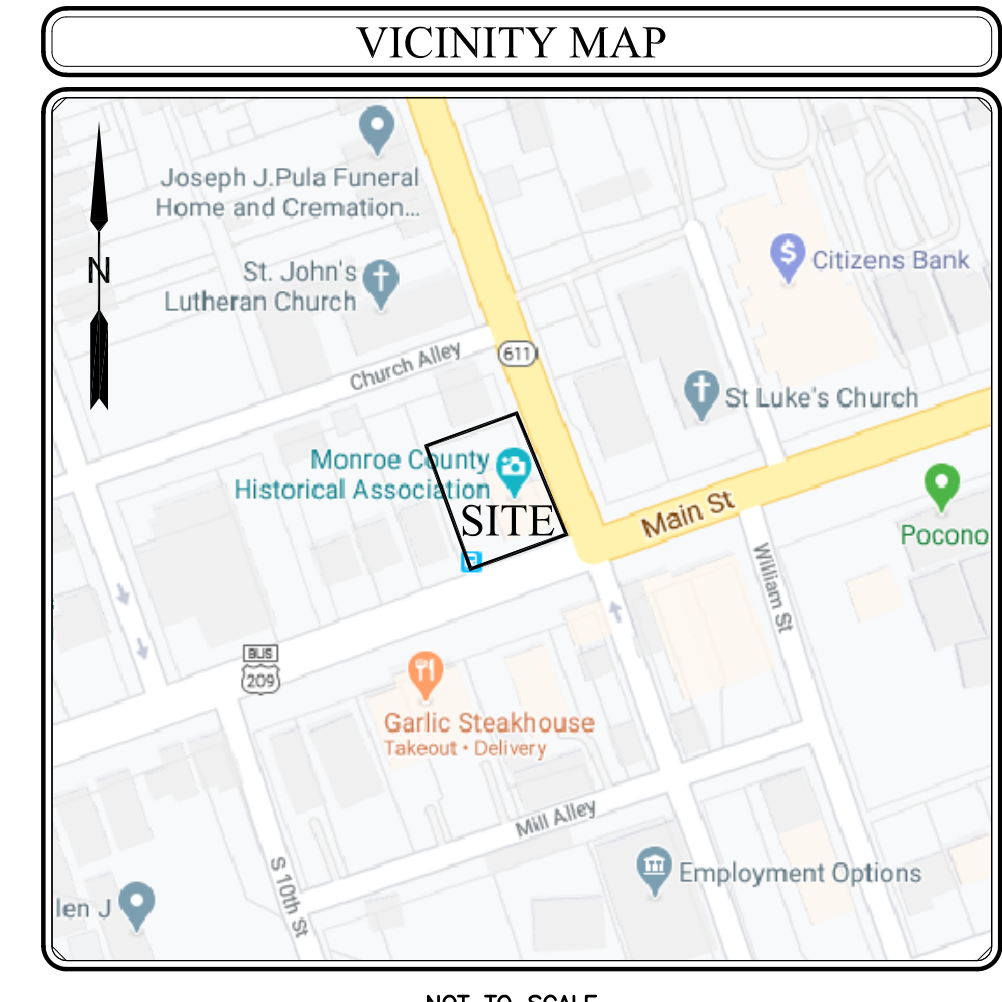 VICINITY MAP
Joseph J.Pula Funeral
Home and Cremation...
N
St. John's
Lutheran Church
Citizens Bank
611
Church Alley
St Luke's Church
Monroe County
Historical Association
SITE
Main St
Pocono
William St
BUS
209
Garlic Steakhouse
Takeout • Delivery
Mill Alley
S 10th St
Employment Options
len J
NOT TO SCALE